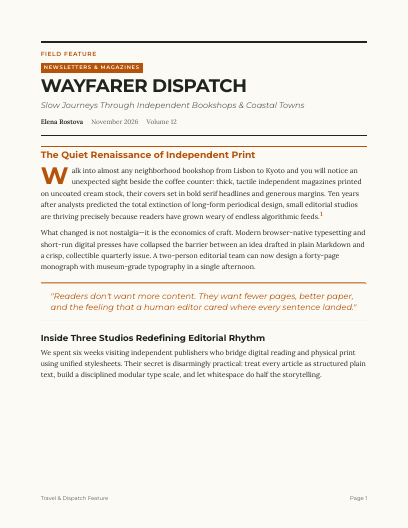 FIELD FEATURE
NEWSLETTERS & MAGAZINES
WAYFARER DISPATCH
Slow Journeys Through Independent Bookshops & Coastal Towns
Elena Rostova November 2026 Volume 12
The Quiet Renaissance of Independent Print
Walk into almost any neighborhood bookshop from Lisbon to Kyoto and you will notice an
unexpected sight beside the coffee counter: thick, tactile independent magazines printed
on uncoated cream stock, their covers set in bold serif headlines and generous margins. Ten years
after analysts predicted the total extinction of long-form periodical design, small editorial studios
are thriving precisely because readers have grown weary of endless algorithmic feeds.1
What changed is not nostalgia—it is the economics of craft. Modern browser-native typesetting and
short-run digital presses have collapsed the barrier between an idea drafted in plain Markdown and
a crisp, collectible quarterly issue. A two-person editorial team can now design a forty-page
monograph with museum-grade typography in a single afternoon.
"Readers don't want more content. They want fewer pages, better paper,
and the feeling that a human editor cared where every sentence landed."
Inside Three Studios Redefining Editorial Rhythm
We spent six weeks visiting independent publishers who bridge digital reading and physical print
using unified stylesheets. Their secret is disarmingly practical: treat every article as structured plain
text, build a disciplined modular type scale, and let whitespace do half the storytelling.
Travel & Dispatch Feature Page 1